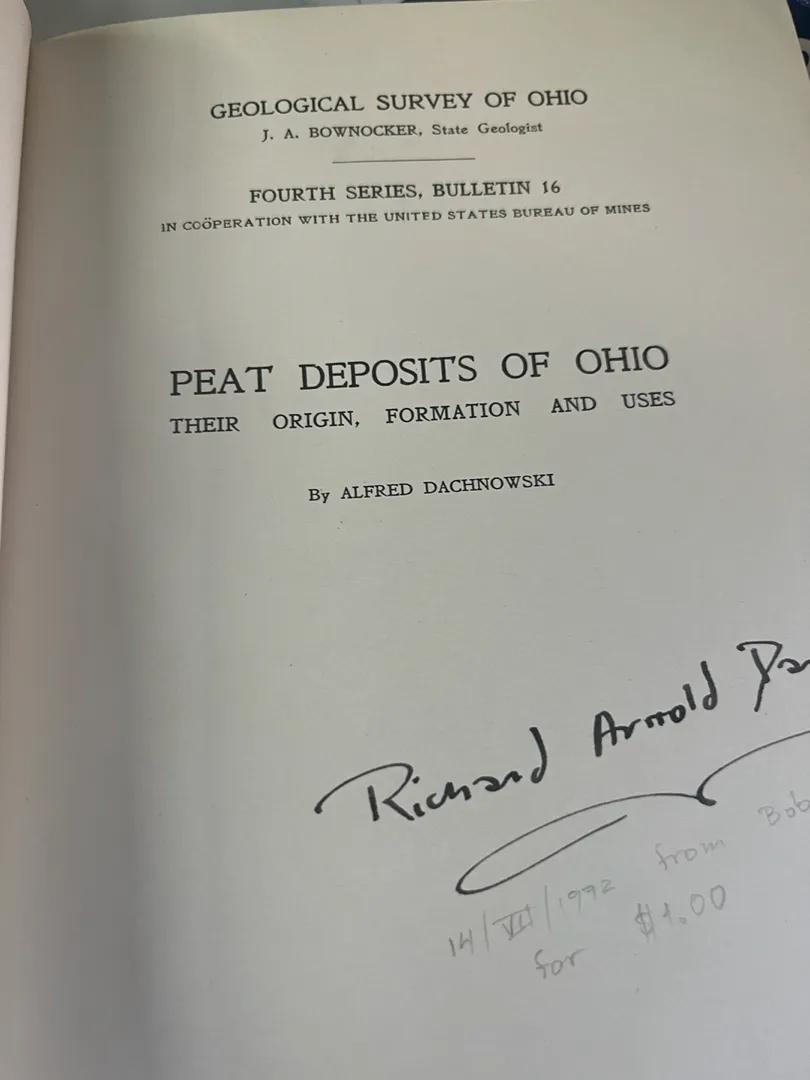 GEOLOGICAL SURVEY OF OHIO
J. A. BOWNOCKER, State Geologist
FOURTH SERIES, BULLETIN 16
IN COÖPERATION WITH THE UNITED STATES BUREAU OF MINES
PEAT DEPOSITS OF OHIO
THEIR ORIGIN, FORMATION AND USES
By ALFRED DACHNOWSKI
Richard Arnold
14/VII/1992 from Bob
for $1.00